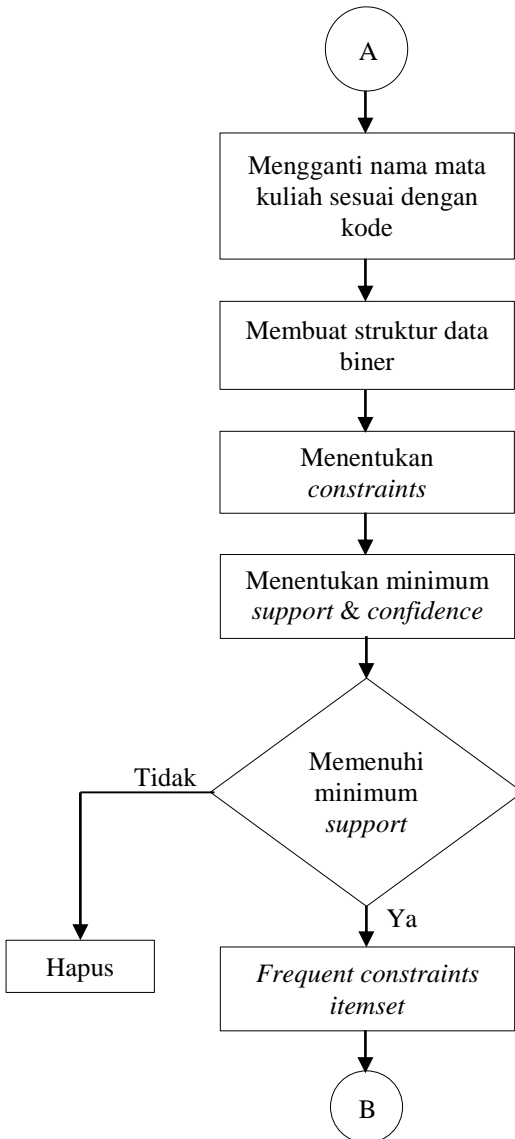 A
Mengganti nama mata
kuliah sesuai dengan
kode
Membuat struktur data
biner
Menentukan
constraints
Menentukan minimum
support & confidence
Memenuhi
minimum
support
Tidak
Ya
Hapus
Frequent constraints
itemset
B